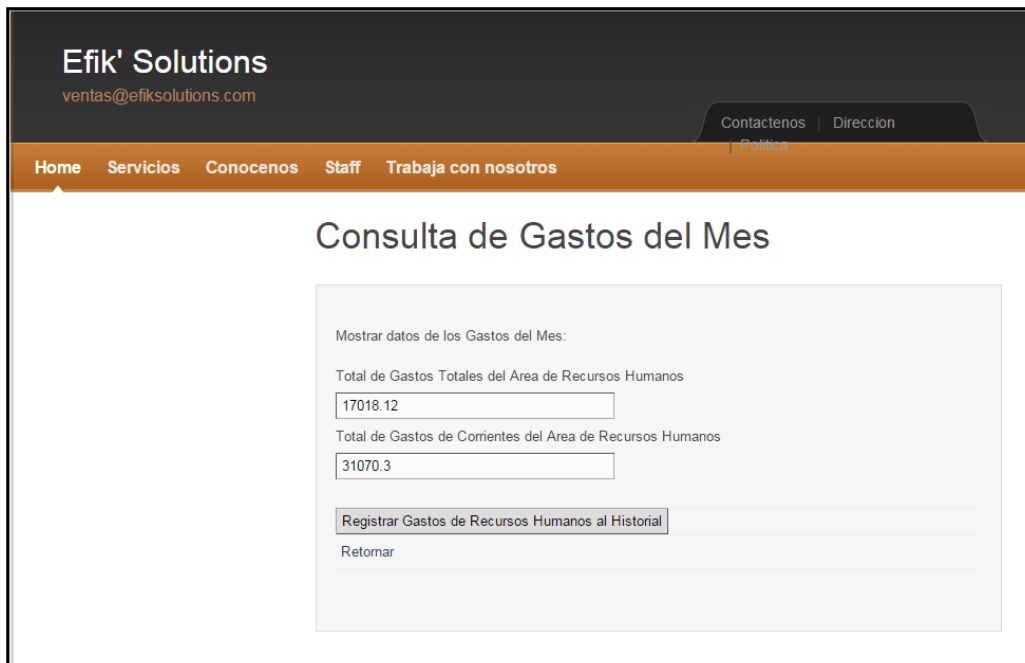 Efik' Solutions
ventas@efiksolutions.com
Contactenos | Direccion
| Politica
Home Servicios Conocenos Staff Trabaja con nosotros
Consulta de Gastos del Mes
Mostrar datos de los Gastos del Mes:
Total de Gastos Totales del Area de Recursos Humanos
17018.12
Total de Gastos de Corrientes del Area de Recursos Humanos
31070.3
Registrar Gastos de Recursos Humanos al Historial
Retornar